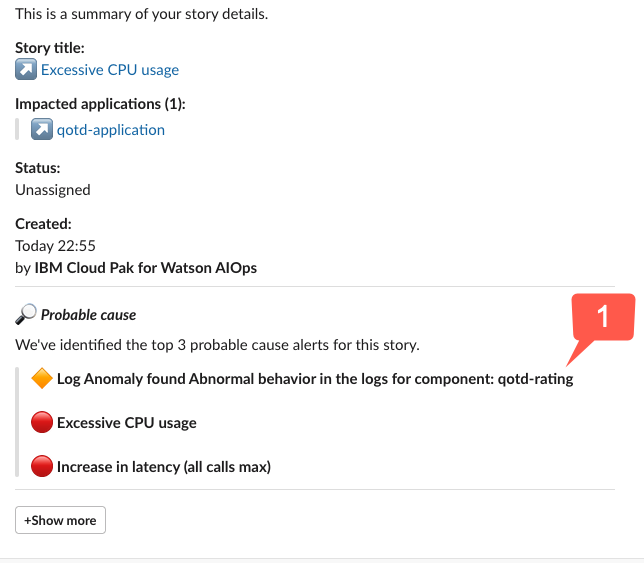 This is a summary of your story details.
Story title:
Excessive CPU usage
Impacted applications (1):
qotd-application
Status:
Unassigned
Created:
Today 22:55
by IBM Cloud Pak for Watson AIOps
Probable cause
1
We've identified the top 3 probable cause alerts for this story.
Log Anomaly found Abnormal behavior in the logs for component: qotd-rating
Excessive CPU usage
Increase in latency (all calls max)
+Show more